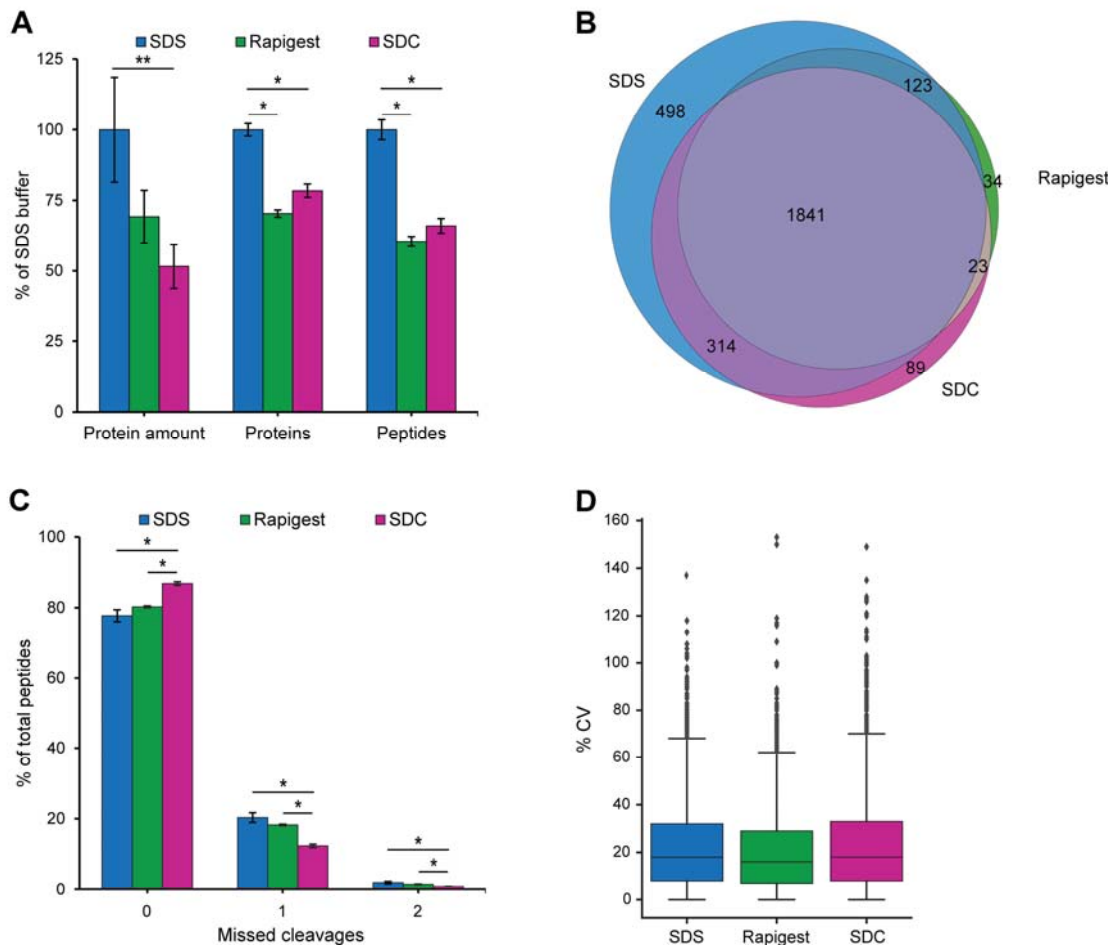 A
SDS Rapigest SDC
% of SDS buffer
125
100
75
50
25
0
**
* *
* *
Protein amount Proteins Peptides
B
SDS
498
123
34
Rapigest
1841
23
314
89
SDC
C
SDS Rapigest SDC
% of total peptides
100
80
60
40
20
0
*
*
*
*
*
*
0 1 2
Missed cleavages
D
% CV
160
140
120
100
80
60
40
20
0
SDS Rapigest SDC